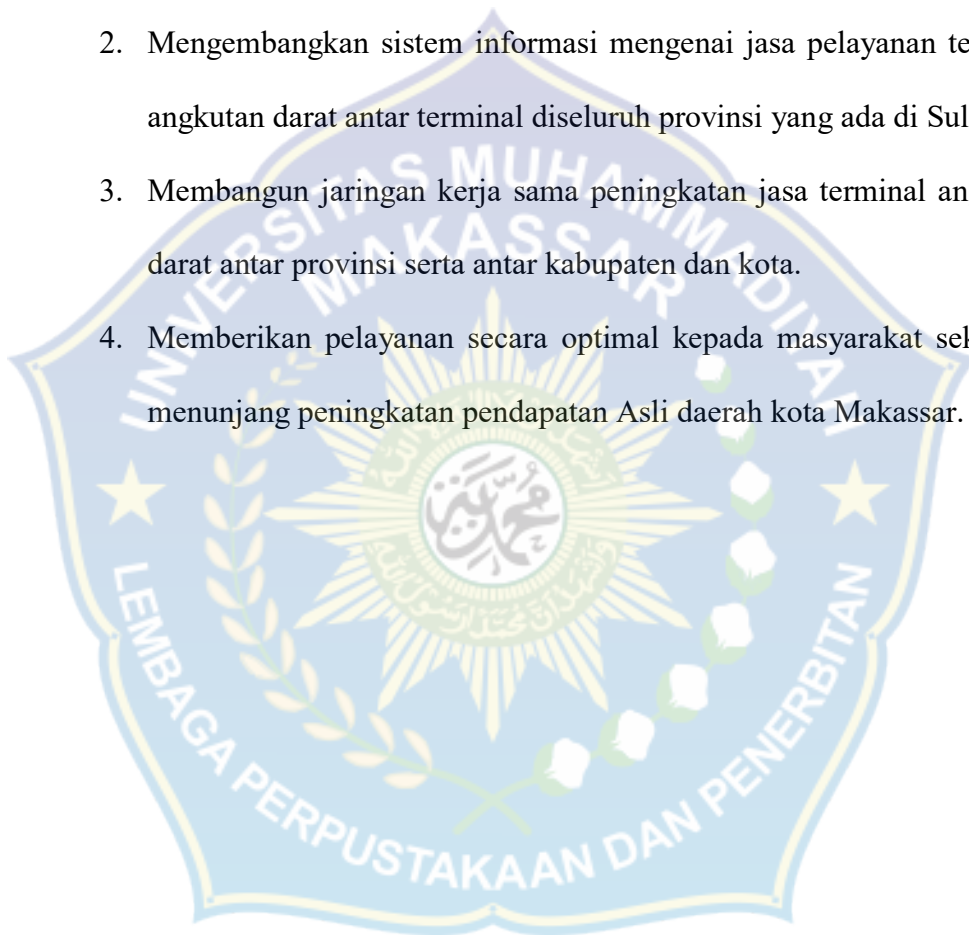 2. Mengembangkan sistem informasi mengenai jasa pelayanan te
angkutan darat antar terminal diseluruh provinsi yang ada di Sul
3. Membangun jaringan kerja sama peningkatan jasa terminal an
darat antar provinsi serta antar kabupaten dan kota.
4. Memberikan pelayanan secara optimal kepada masyarakat sek
menunjang peningkatan pendapatan Asli daerah kota Makassar.
UNIVERSITAS MUHAMMADIYAH
MAKASSAR
LEMBAGA PERPUSTAKAAN DAN PENERBITAN